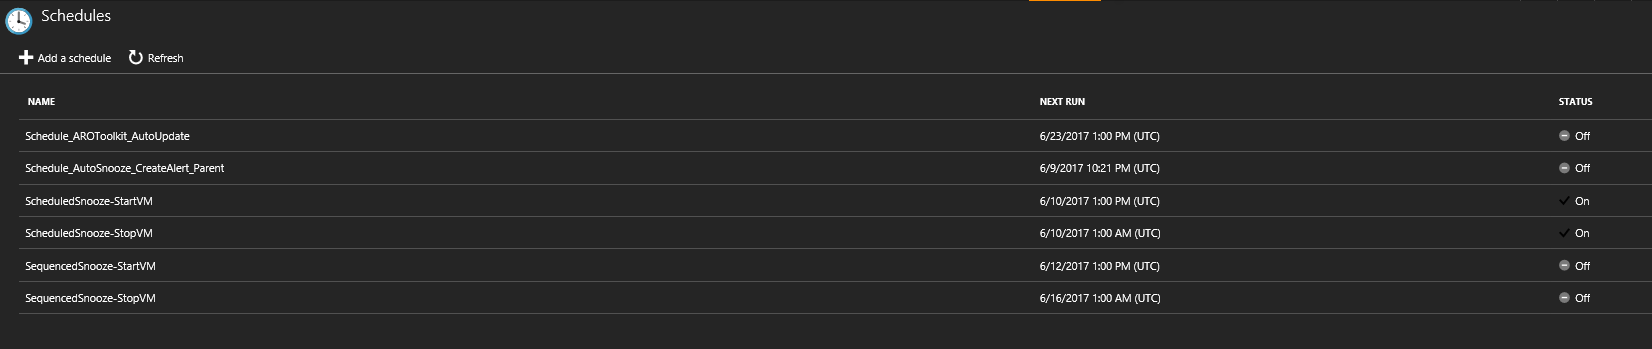 Schedules
Add a schedule Refresh
NAME NEXT RUN STATUS
Schedule_AROToolkit_AutoUpdate 6/23/2017 1:00 PM (UTC) Off
Schedule_AutoSnooze_CreateAlert_Parent 6/9/2017 10:21 PM (UTC) Off
ScheduledSnooze-StartVM 6/10/2017 1:00 PM (UTC) On
ScheduledSnooze-StopVM 6/10/2017 1:00 AM (UTC) On
SequencedSnooze-StartVM 6/12/2017 1:00 PM (UTC) Off
SequencedSnooze-StopVM 6/16/2017 1:00 AM (UTC) Off